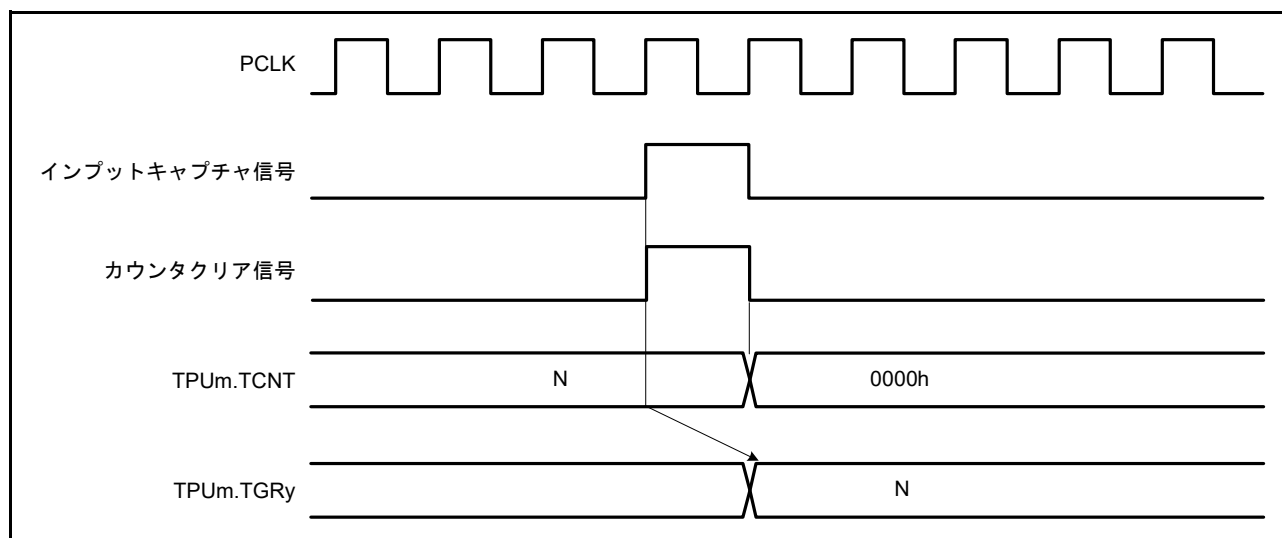 PCLK
インプットキャプチャ信号
カウンタクリア信号
TPUm.TCNT
N
0000h
TPUm.TGRy
N